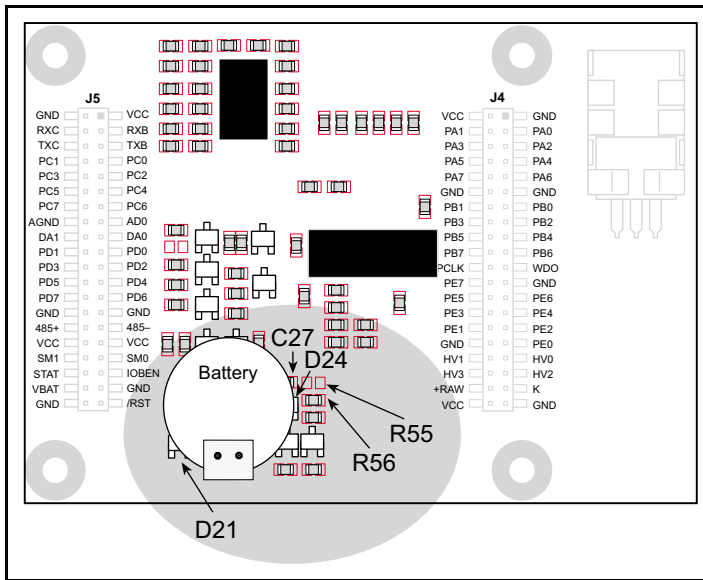 J5
GND VCC
RXC RXB
TXC TXB
PC1 PC0
PC3 PC2
PC5 PC4
PC7 PC6
AGND AD0
DA1 DA0
PD1 PD0
PD3 PD2
PD5 PD4
PD7 PD6
GND GND
485+ 485–
VCC VCC
SM1 SM0
STAT IOBEN
VBAT GND
GND /RST
J4
VCC GND
PA1 PA0
PA3 PA2
PA5 PA4
PA7 PA6
GND GND
PB1 PB0
PB3 PB2
PB5 PB4
PB7 PB6
PCLK WDO
PE7 GND
PE5 PE6
PE3 PE4
PE1 PE2
GND PE0
HV1 HV0
HV3 HV2
+RAW K
VCC GND
C27
D24
Battery
R55
R56
D21